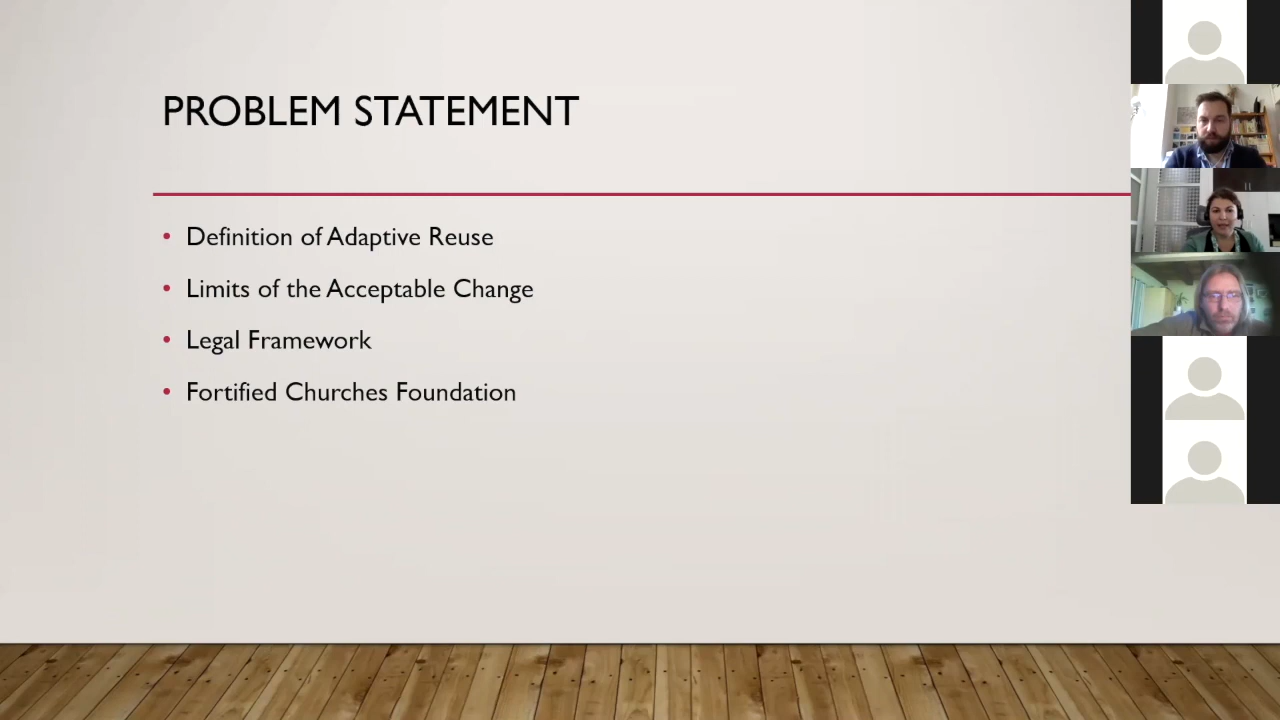 PROBLEM STATEMENT
• Definition of Adaptive Reuse
• Limits of the Acceptable Change
• Legal Framework
• Fortified Churches Foundation